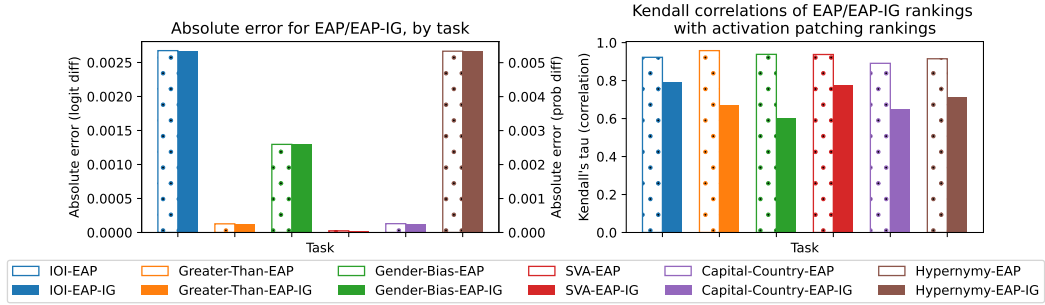 Absolute error for EAP/EAP-IG, by task
Absolute error (logit diff)
0.0025
0.0020
0.0015
0.0010
0.0005
0.0000
0.005
0.004
0.003
0.002
0.001
0.000
Absolute error (prob diff)
Task
Kendall correlations of EAP/EAP-IG rankings
with activation patching rankings
Kendall's tau (correlation)
1.0
0.8
0.6
0.4
0.2
0.0
Task
IOI-EAP
IOI-EAP-IG
Greater-Than-EAP
Greater-Than-EAP-IG
Gender-Bias-EAP
Gender-Bias-EAP-IG
SVA-EAP
SVA-EAP-IG
Capital-Country-EAP
Capital-Country-EAP-IG
Hypernymy-EAP
Hypernymy-EAP-IG